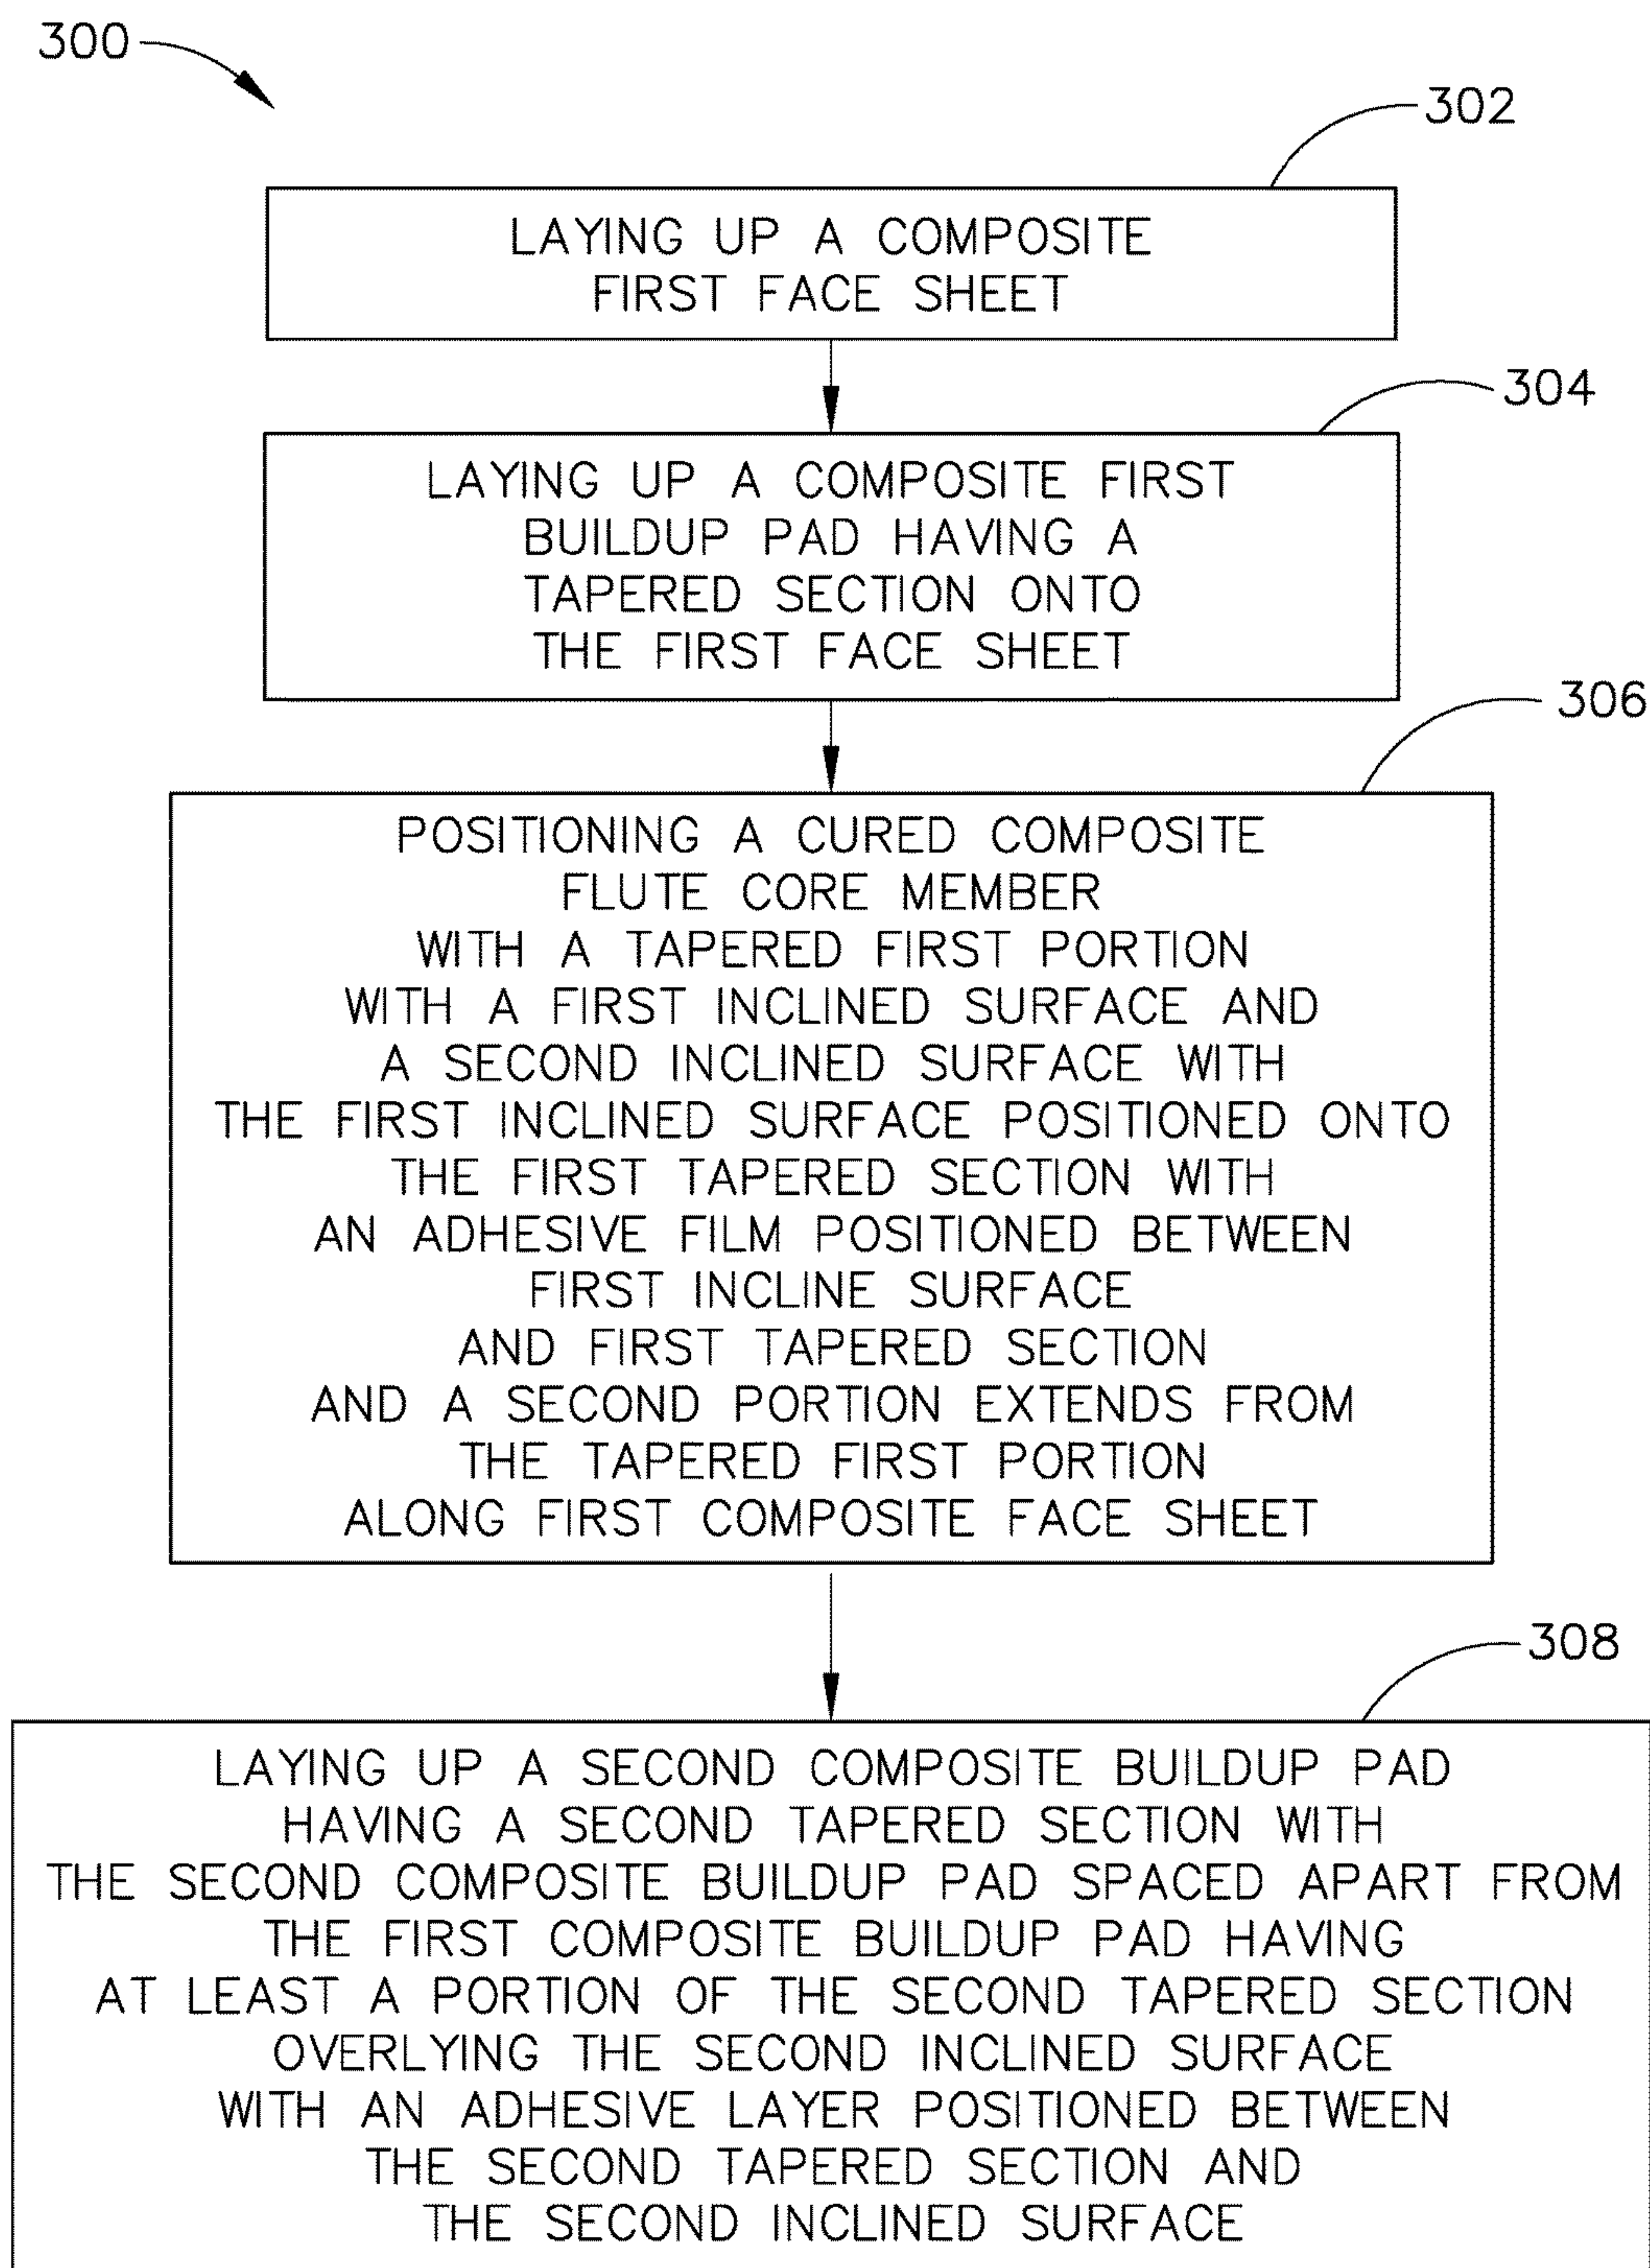 300
302
LAYING UP A COMPOSITE
FIRST FACE SHEET
304
LAYING UP A COMPOSITE FIRST
BUILDUP PAD HAVING A
TAPERED SECTION ONTO
THE FIRST FACE SHEET
306
POSITIONING A CURED COMPOSITE
FLUTE CORE MEMBER
WITH A TAPERED FIRST PORTION
WITH A FIRST INCLINED SURFACE AND
A SECOND INCLINED SURFACE WITH
THE FIRST INCLINED SURFACE POSITIONED ONTO
THE FIRST TAPERED SECTION WITH
AN ADHESIVE FILM POSITIONED BETWEEN
FIRST INCLINE SURFACE
AND FIRST TAPERED SECTION
AND A SECOND PORTION EXTENDS FROM
THE TAPERED FIRST PORTION
ALONG FIRST COMPOSITE FACE SHEET
308
LAYING UP A SECOND COMPOSITE BUILDUP PAD
HAVING A SECOND TAPERED SECTION WITH
THE SECOND COMPOSITE BUILDUP PAD SPACED APART FROM
THE FIRST COMPOSITE BUILDUP PAD HAVING
AT LEAST A PORTION OF THE SECOND TAPERED SECTION
OVERLYING THE SECOND INCLINED SURFACE
WITH AN ADHESIVE LAYER POSITIONED BETWEEN
THE SECOND TAPERED SECTION AND
THE SECOND INCLINED SURFACE